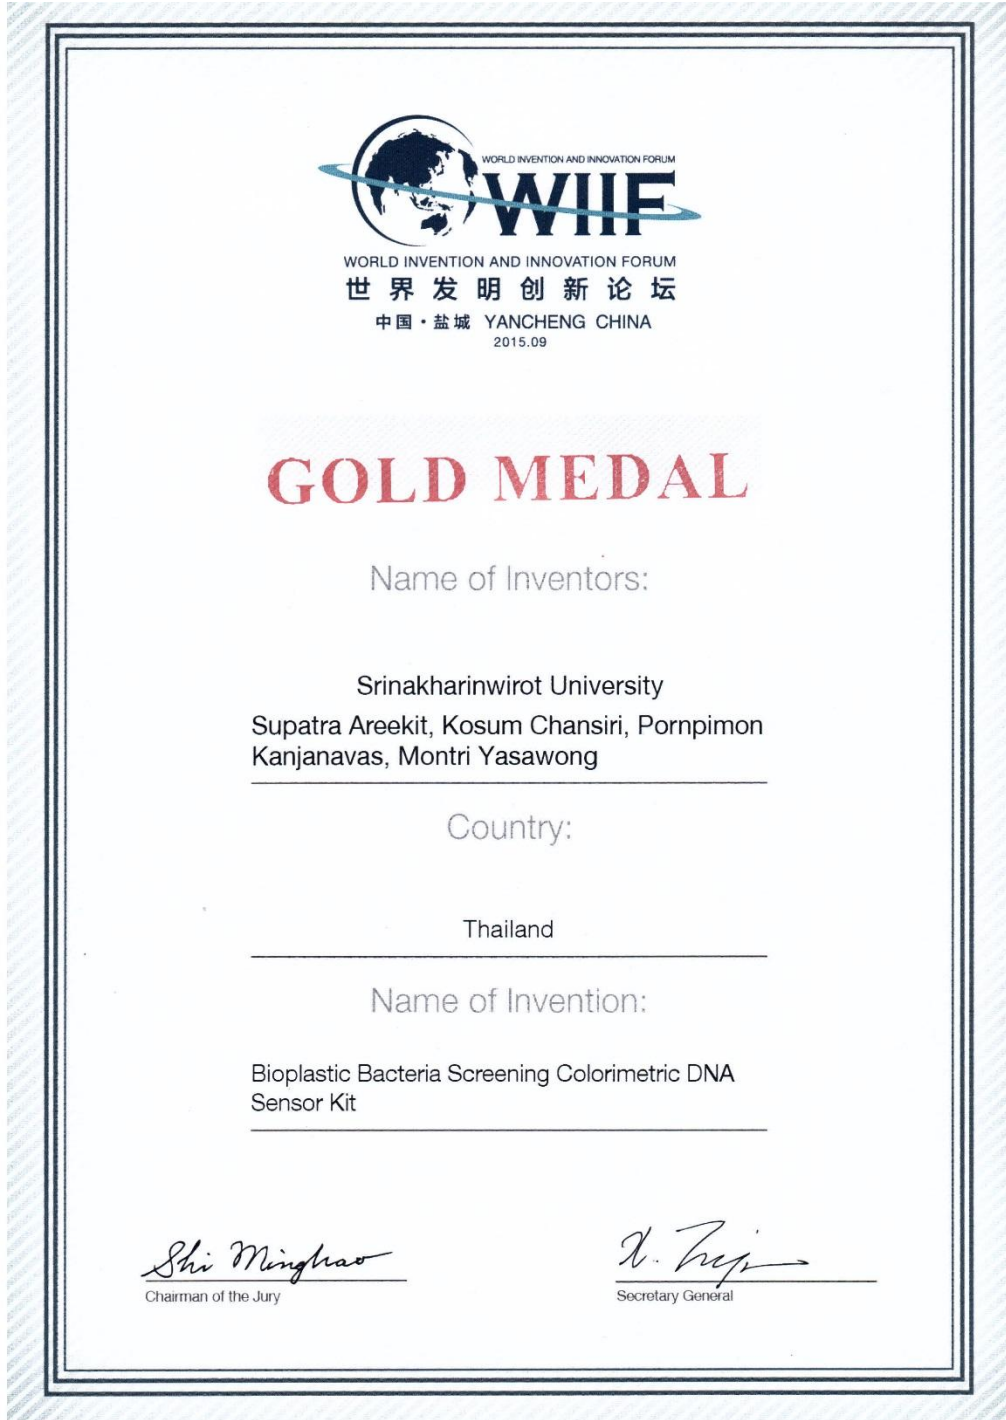 WORLD INVENTION AND INNOVATION FORUM
WIIF
WORLD INVENTION AND INNOVATION FORUM
世界发明创新论坛
中国·盐城 YANCHENG CHINA
2015.09
GOLD MEDAL
Name of Inventors:
Srinakharinwirot University
Supatra Areekit, Kosum Chansiri, Pornpimon
Kanjanavas, Montri Yasawong
Country:
Thailand
Name of Invention:
Bioplastic Bacteria Screening Colorimetric DNA
Sensor Kit
Shi Minghao
Chairman of the Jury
Secretary General